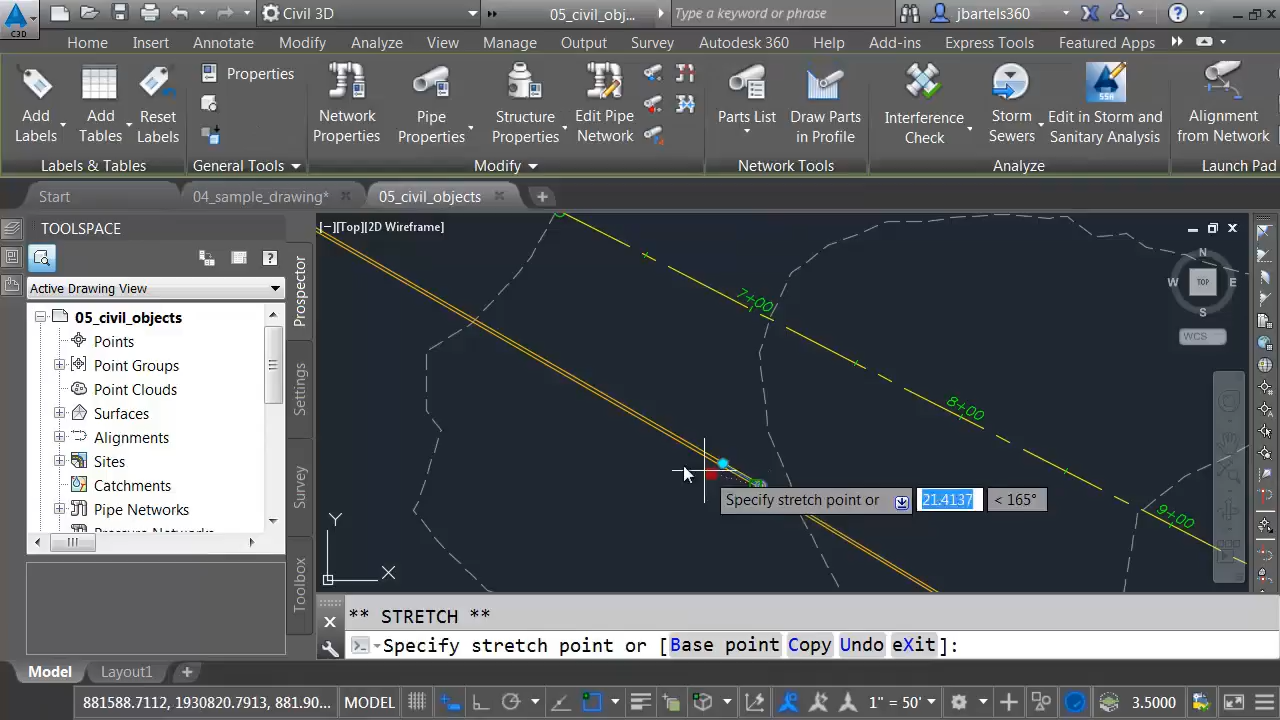 Civil 3D
05_civil_obj...
Type a keyword or phrase
jbartels360
C3D
Home Insert Annotate Modify Analyze View Manage Output Survey Autodesk 360 Help Add-ins Express Tools Featured Apps
Add Labels
Add Tables
Reset Labels
Properties
Network Properties
Pipe Properties
Structure Properties
Edit Pipe Network
Parts List
Draw Parts in Profile
Interference Check
Storm Sewers
Edit in Storm and Sanitary Analysis
SSA
Alignment from Network
Labels & Tables
General Tools
Modify
Network Tools
Analyze
Launch Pad
Start
04_sample_drawing*
05_civil_objects
TOOLSPACE
[−][Top][2D Wireframe]
Active Drawing View
05_civil_objects
Points
Point Groups
Point Clouds
Surfaces
Alignments
Sites
Catchments
Pipe Networks
Pressure Networks
Prospector
Settings
Survey
Toolbox
N
W
TOP
E
S
WCS
7+00
8+00
9+00
Specify stretch point or
21.4137
< 165°
Y
X
** STRETCH **
Specify stretch point or [Base point Copy Undo eXit]:
Model
Layout1
881588.7112, 1930820.7913, 881.90...
MODEL
1" = 50'
3.5000